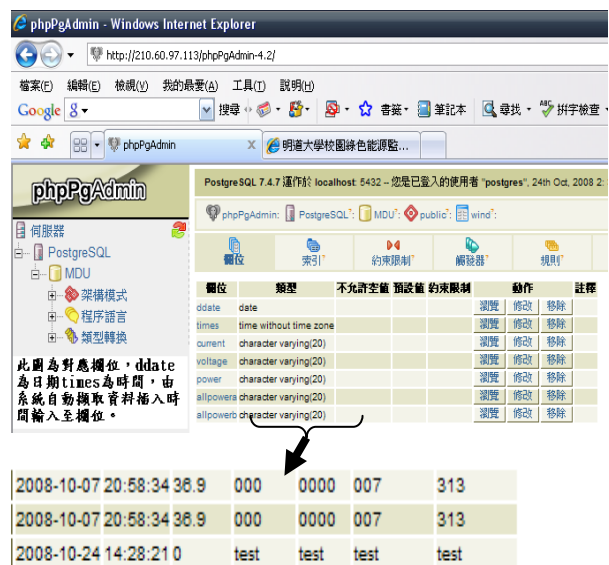 phpPgAdmin - Windows Internet Explorer
http://210.60.97.113/phpPgAdmin-4.2/
檔案(F) 編輯(E) 檢視(V) 我的最愛(A) 工具(T) 說明(H)
Google 搜尋 書籤 筆記本 尋找 拼字檢查
phpPgAdmin X 明道大學校園綠色能源監...
phpPgAdmin
伺服器
PostgreSQL
MDU
架構模式
程序語言
類型轉換
PostgreSQL 7.4.7 運作於 localhost: 5432 -- 您是已登入的使用者 "postgres", 24th Oct, 2008 2:
phpPgAdmin: PostgreSQL?: MDU?: public?: wind?:
欄位 索引? 約束限制? 觸發器? 規則?
欄位 類型 不允許空值 預設值 約束限制 動作 註釋
ddate date 瀏覽 修改 移除
times time without time zone 瀏覽 修改 移除
current character varying(20) 瀏覽 修改 移除
voltage character varying(20) 瀏覽 修改 移除
power character varying(20) 瀏覽 修改 移除
allpowera character varying(20) 瀏覽 修改 移除
allpowerb character varying(20) 瀏覽 修改 移除
此圖為對應欄位，ddate
為日期times為時間，由
系統自動擷取資料插入時
間輸入至欄位。
2008-10-07 20:58:34 36.9 000 0000 007 313
2008-10-07 20:58:34 36.9 000 0000 007 313
2008-10-24 14:28:21 0 test test test test